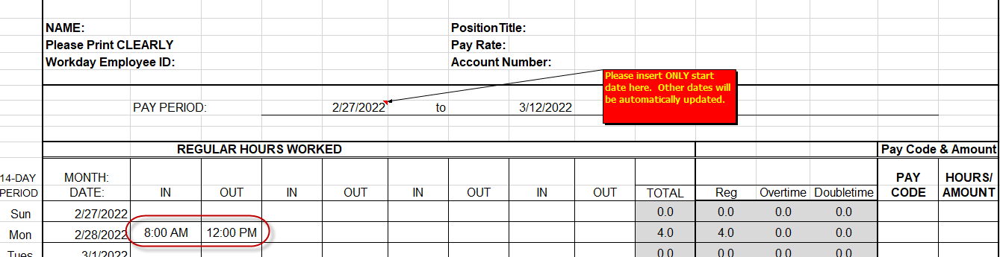 NAME: Position Title:
Please Print CLEARLY Pay Rate:
Workday Employee ID: Account Number:
Please insert ONLY start
date here. Other dates will
be automatically updated.
PAY PERIOD: 2/27/2022 to 3/12/2022
REGULAR HOURS WORKED Pay Code & Amount
14-DAY MONTH: PAY HOURS/
PERIOD DATE: IN OUT IN OUT IN OUT IN OUT TOTAL Reg Overtime Doubletime CODE AMOUNT
Sun 2/27/2022 0.0 0.0 0.0 0.0
Mon 2/28/2022 8:00 AM 12:00 PM 4.0 4.0 0.0 0.0
Tues 3/1/2022 0.0 0.0 0.0 0.0